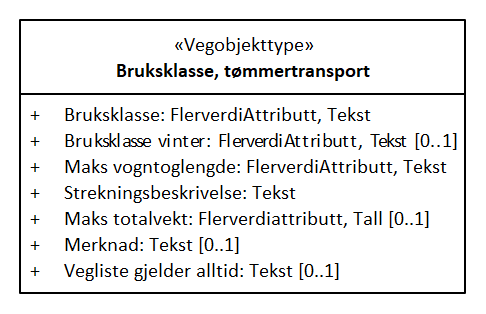 «Vegobjekttype»
Bruksklasse, tømmertransport
+ Bruksklasse: FlerverdiAttributt, Tekst
+ Bruksklasse vinter: FlerverdiAttributt, Tekst [0..1]
+ Maks vogntoglengde: FlerverdiAttributt, Tekst
+ Strekningsbeskrivelse: Tekst
+ Maks totalvekt: Flerverdiattributt, Tall [0..1]
+ Merknad: Tekst [0..1]
+ Vegliste gjelder alltid: Tekst [0..1]